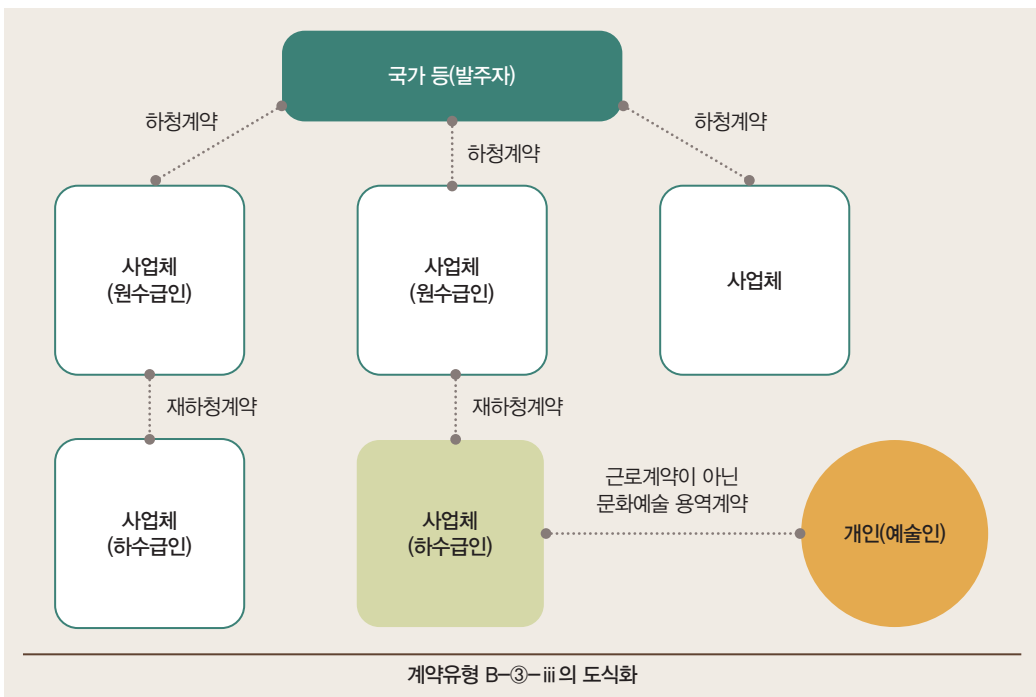 국가 등(발주자)
하청계약
하청계약
하청계약
사업체
(원수급인)
사업체
(원수급인)
사업체
재하청계약
재하청계약
사업체
(하수급인)
사업체
(하수급인)
근로계약이 아닌
문화예술 용역계약
개인(예술인)
계약유형 B-③-ⅲ의 도식화